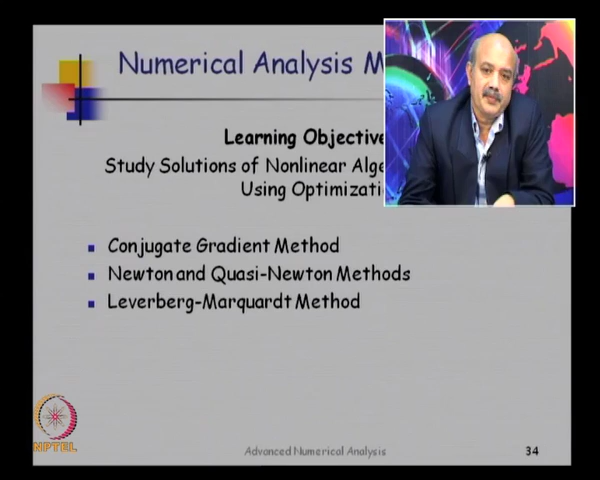 Numerical Analysis M
Learning Objective
Study Solutions of Nonlinear Alge
Using Optimizati
Conjugate Gradient Method
Newton and Quasi-Newton Methods
Leverberg-Marquardt Method
NPTEL
Advanced Numerical Analysis
34